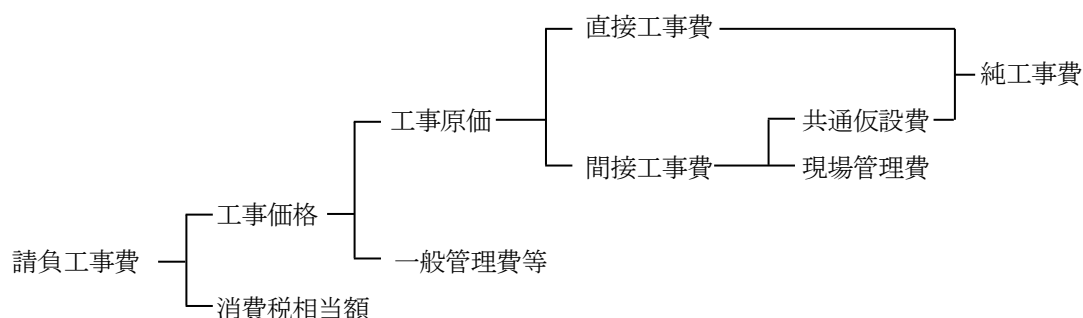 直接工事費
純工事費
工事原価
共通仮設費
間接工事費
現場管理費
工事価格
請負工事費
一般管理費等
消費税相当額